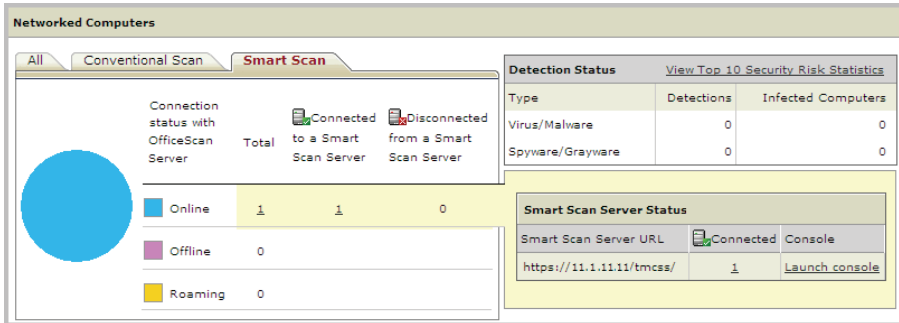 Networked Computers
All
Conventional Scan
Smart Scan
Connection
status with
OfficeScan
Server
Total
Connected
to a Smart
Scan Server
Disconnected
from a Smart
Scan Server
Online 1 1 0
Offline 0
Roaming 0
Detection Status View Top 10 Security Risk Statistics
Type Detections Infected Computers
Virus/Malware 0 0
Spyware/Grayware 0 0
Smart Scan Server Status
Smart Scan Server URL Connected Console
https://11.1.11.11/tmcss/ 1 Launch console